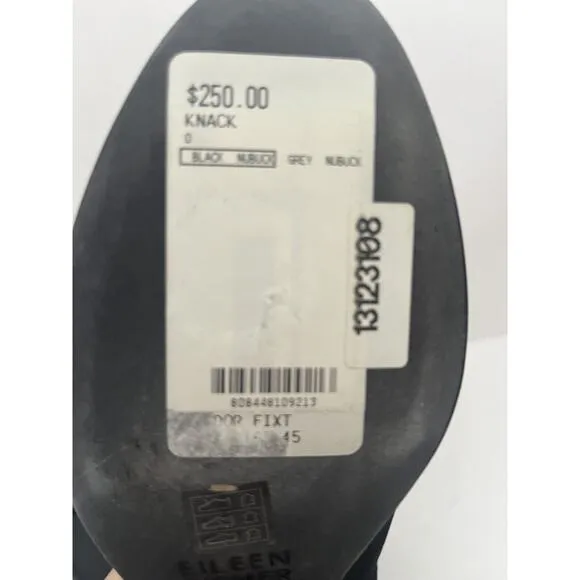 $250.00
KNACK
0
BLACK NUBUCK GREY NUBUCK
13123108
808448109213
FIXT
45
EILEEN